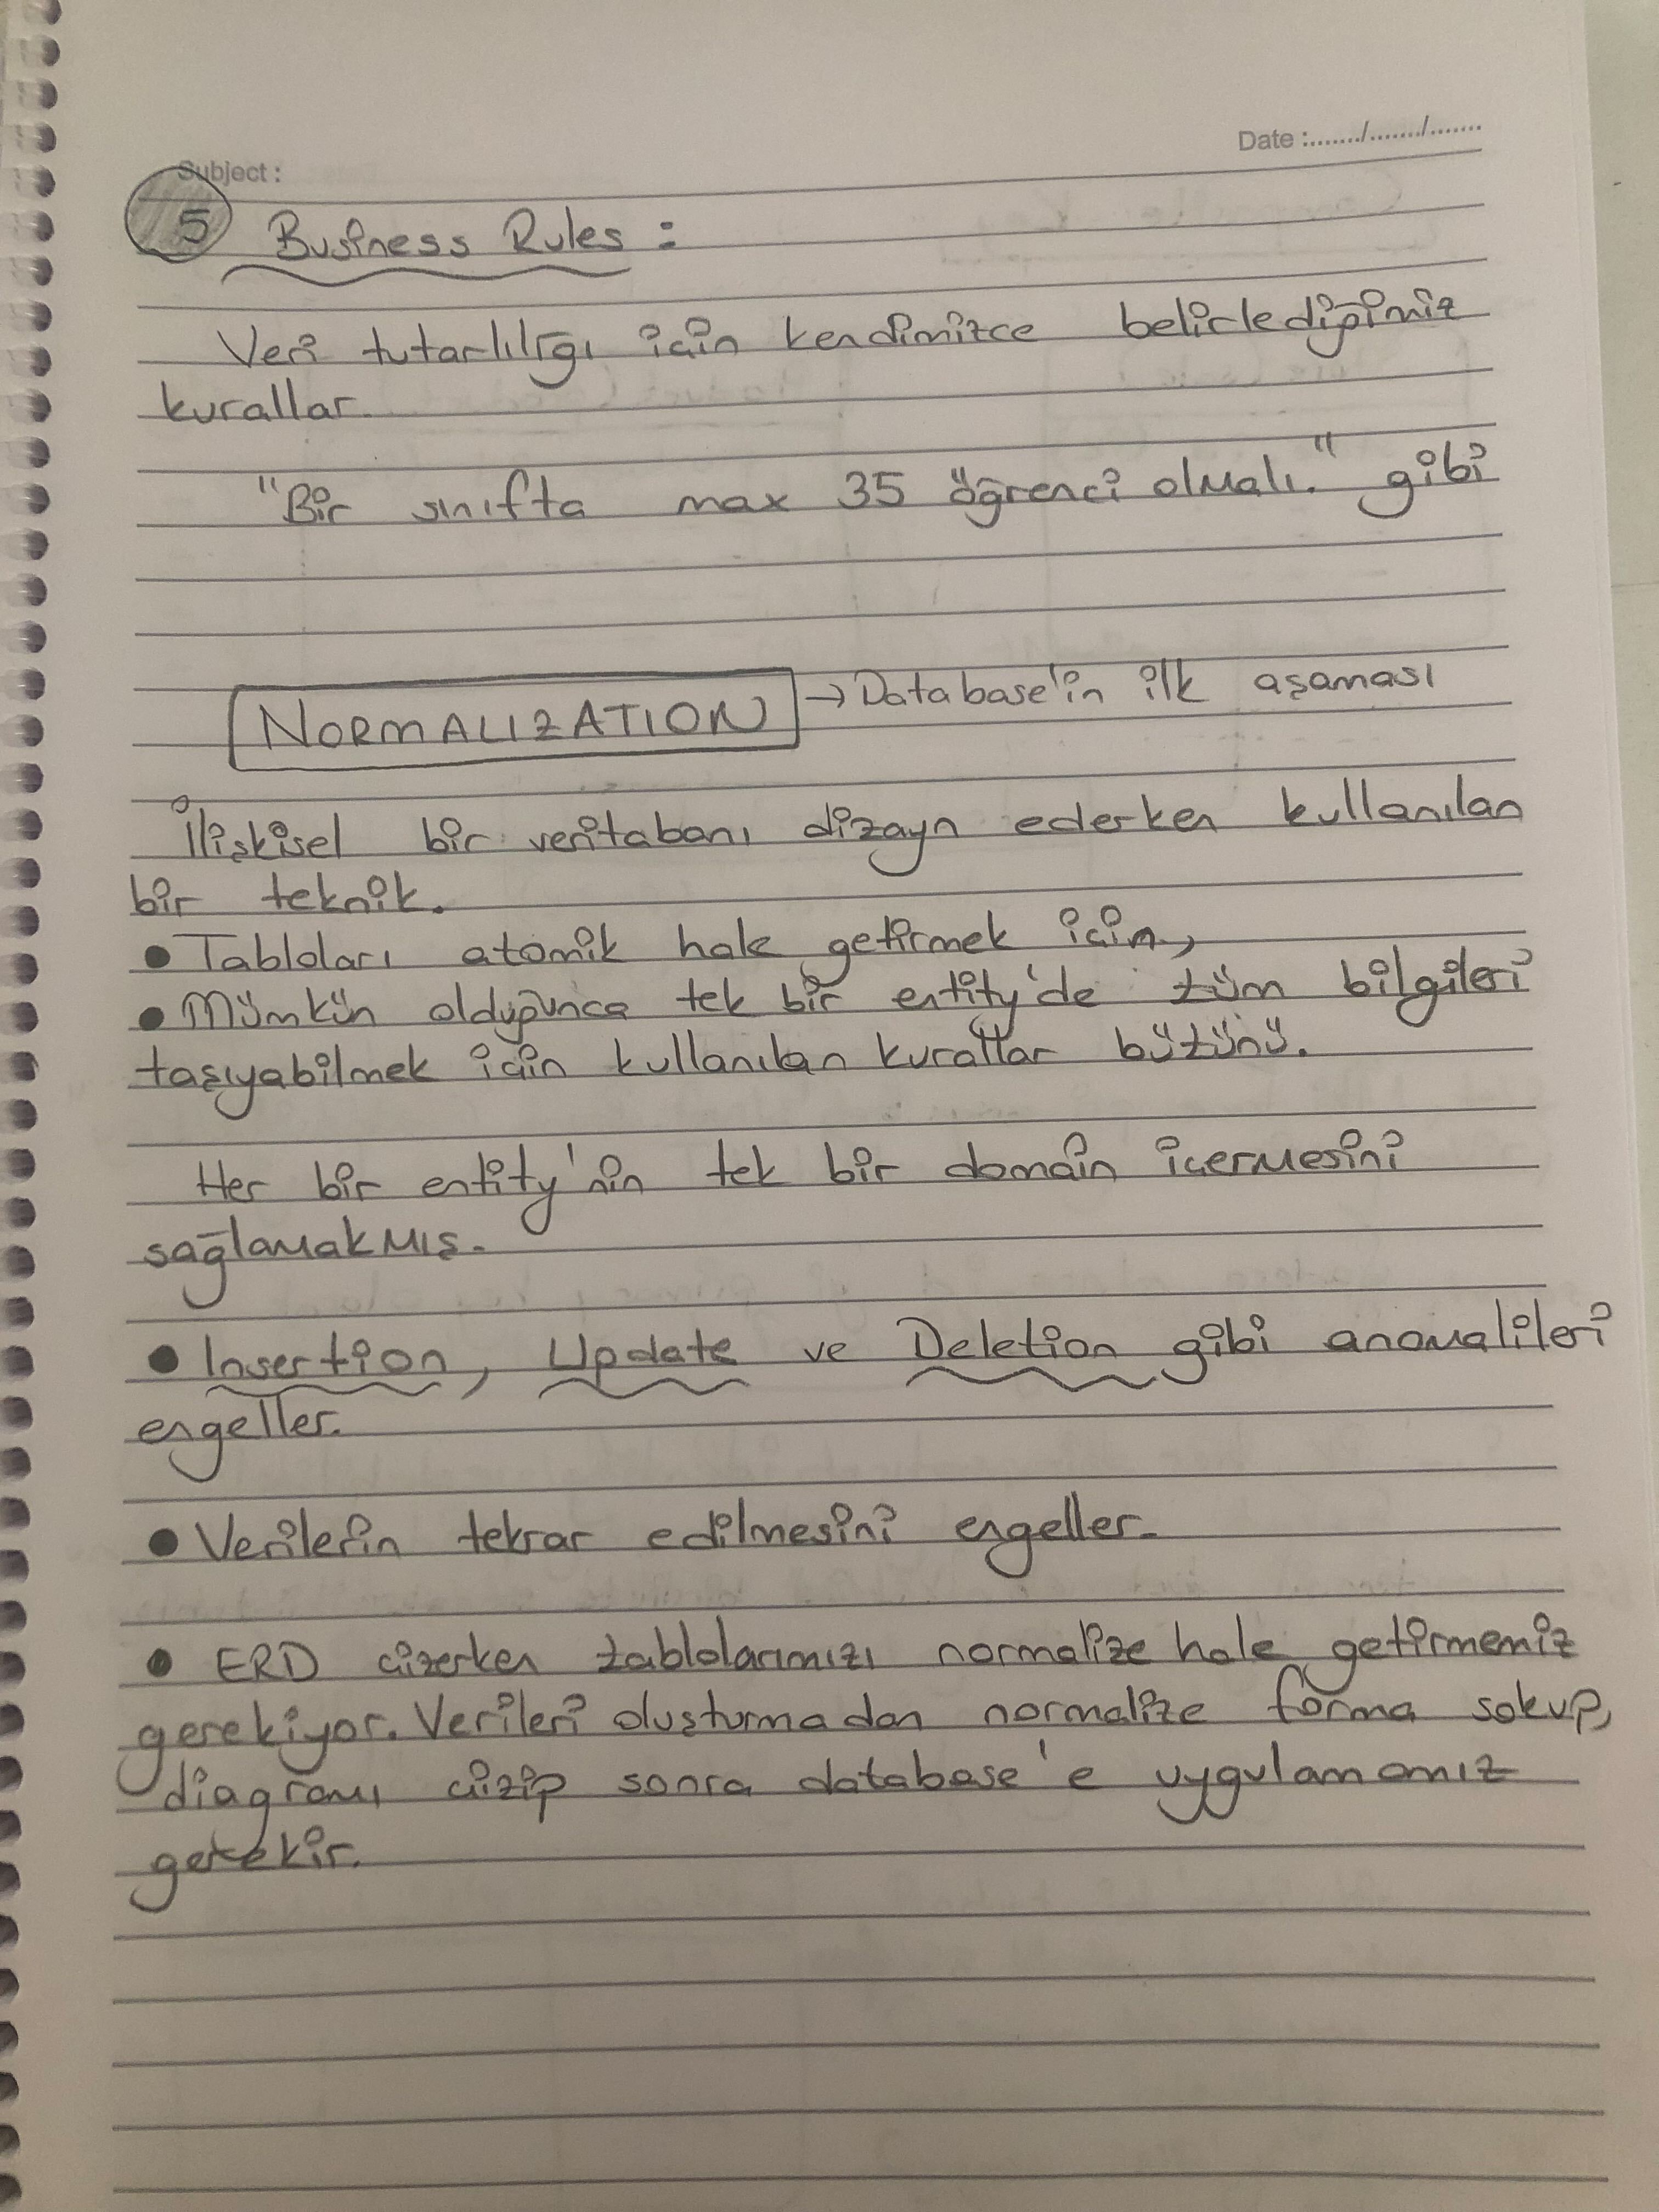 Date :......../......../........
Subject :
5 Business Rules :
Veri tutarlılığı için kendimizce belirlediğimiz
kurallar.
"Bir sınıfta max 35 öğrenci olmalı." gibi
NORMALIZATION → Database'in ilk aşaması
İlişkisel bir veritabanı dizayn ederken kullanılan
bir teknik.
● Tabloları atomik hale getirmek için,
● Mümkün olduğunca tek bir entity'de tüm bilgileri
taşıyabilmek için kullanılan kurallar bütünü.
Her bir entity'nin tek bir domain içermesini
sağlamakmış.
● Insertion, Update ve Deletion gibi anomalileri
engeller.
● Verilerin tekrar edilmesini engeller.
● ERD çizerken tablolarımızı normalize hale getirmemiz
gerekiyor. Verileri oluşturmadan normalize forma sokup,
diagramı çizip sonra database'e uygulamamız
gerekir.